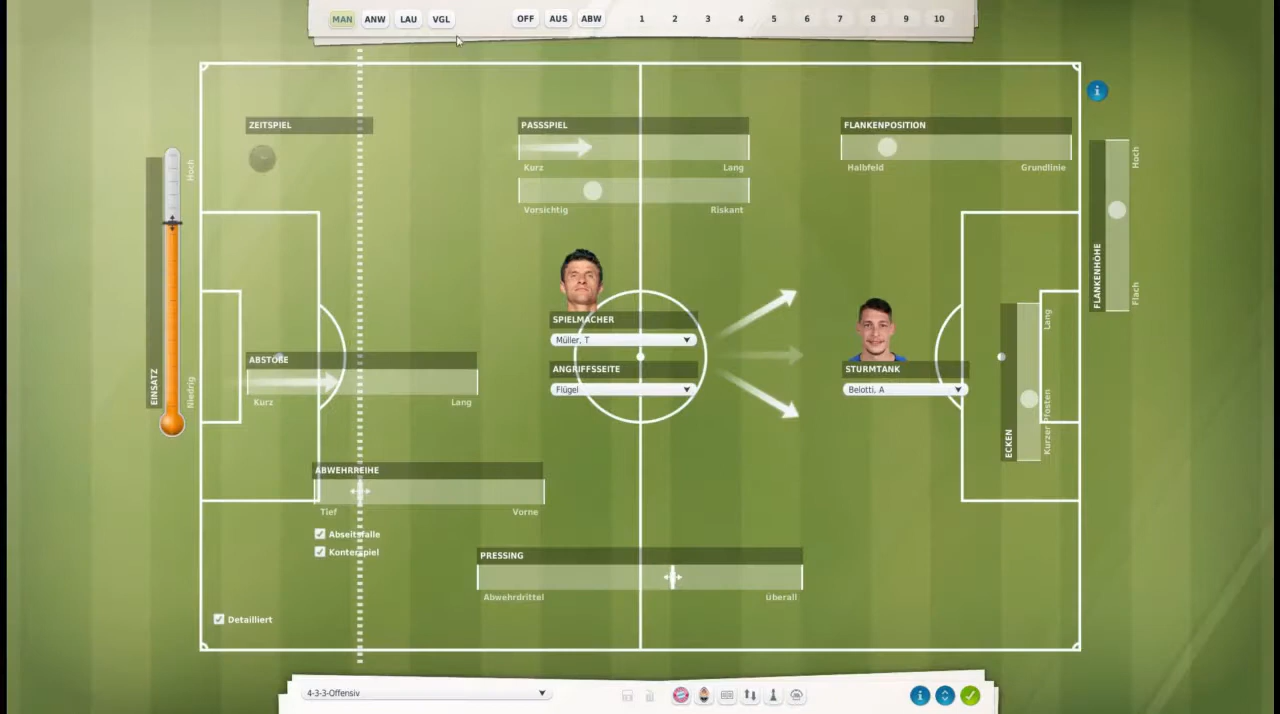 MAN ANW LAU VGL OFF AUS ABW 1 2 3 4 5 6 7 8 9 10
ZEITSPIEL
PASSSPIEL
Kurz Lang
Vorsichtig Riskant
FLANKENPOSITION
Halbfeld Grundlinie
Hoch
EINSATZ
Niedrig
Hoch
FLANKENHÖHE
Flach
SPIELMACHER
Müller, T
ANGRIFFSSEITE
Flügel
STURMTANK
Belotti, A
ABSTÖßE
Kurz Lang
Lang
ECKEN
Kurzer Pfosten
ABWEHRREIHE
Tief Vorne
Abseitsfalle
Konterspiel
PRESSING
Abwehrdrittel Überall
Detailliert
4-3-3-Offensiv